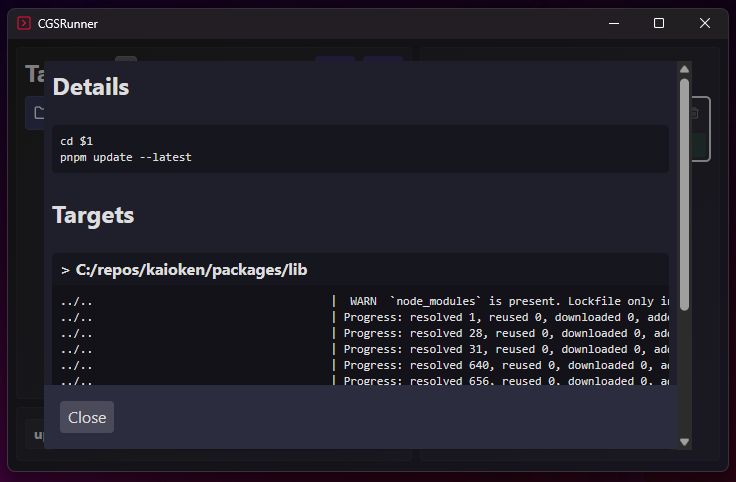 CGSRunner
Ta
Details
cd $1
pnpm update --latest
Targets
> C:/repos/kaioken/packages/lib
../.. | WARN `node_modules` is present. Lockfile only in
../.. | Progress: resolved 1, reused 0, downloaded 0, adde
../.. | Progress: resolved 28, reused 0, downloaded 0, ad
../.. | Progress: resolved 31, reused 0, downloaded 0, ad
../.. | Progress: resolved 640, reused 0, downloaded 0, a
../.. | Progress: resolved 656, reused 0, downloaded 0, a
Close
up